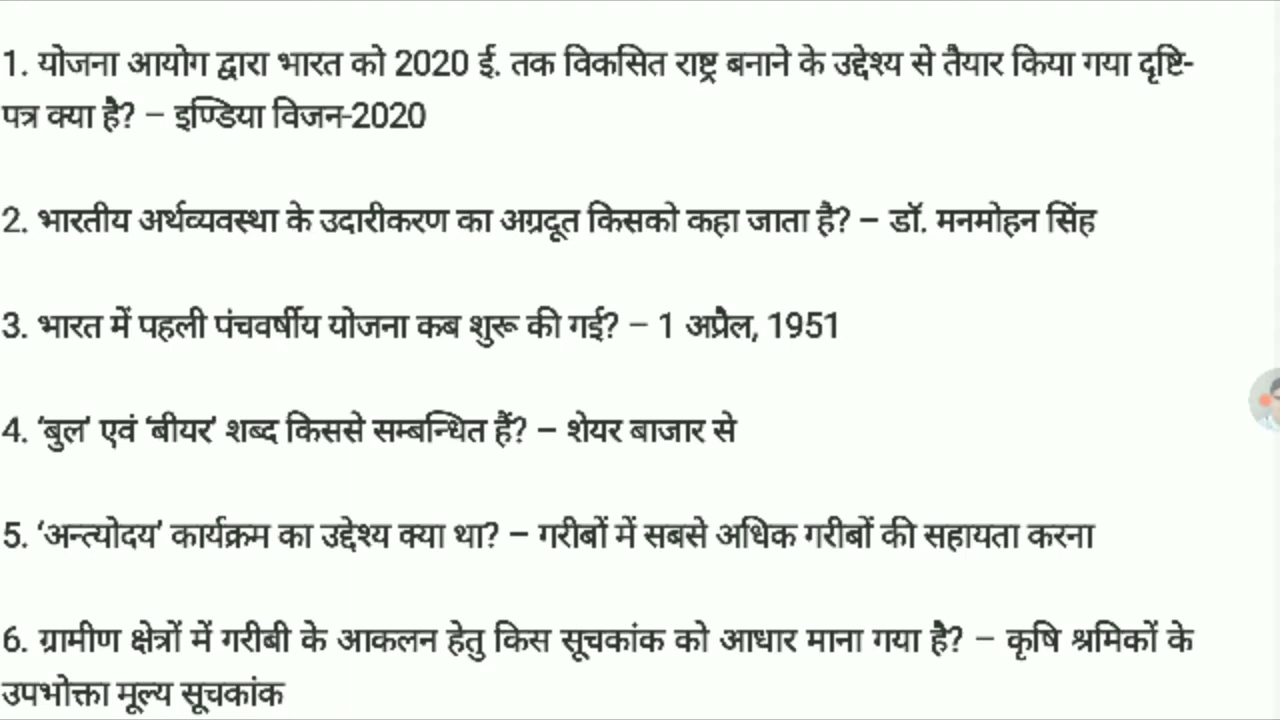 1. योजना आयोग द्वारा भारत को 2020 ई. तक विकसित राष्ट्र बनाने के उद्देश्य से तैयार किया गया दृष्टि-
पत्र क्या है? – इण्डिया विजन-2020
2. भारतीय अर्थव्यवस्था के उदारीकरण का अग्रदूत किसको कहा जाता है? – डॉ. मनमोहन सिंह
3. भारत में पहली पंचवर्षीय योजना कब शुरू की गई? – 1 अप्रैल, 1951
4. ‘बुल’ एवं ‘बीयर’ शब्द किससे सम्बन्धित हैं? – शेयर बाजार से
5. ‘अन्त्योदय’ कार्यक्रम का उद्देश्य क्या था? – गरीबों में सबसे अधिक गरीबों की सहायता करना
6. ग्रामीण क्षेत्रों में गरीबी के आकलन हेतु किस सूचकांक को आधार माना गया है? – कृषि श्रमिकों के
उपभोक्ता मूल्य सूचकांक